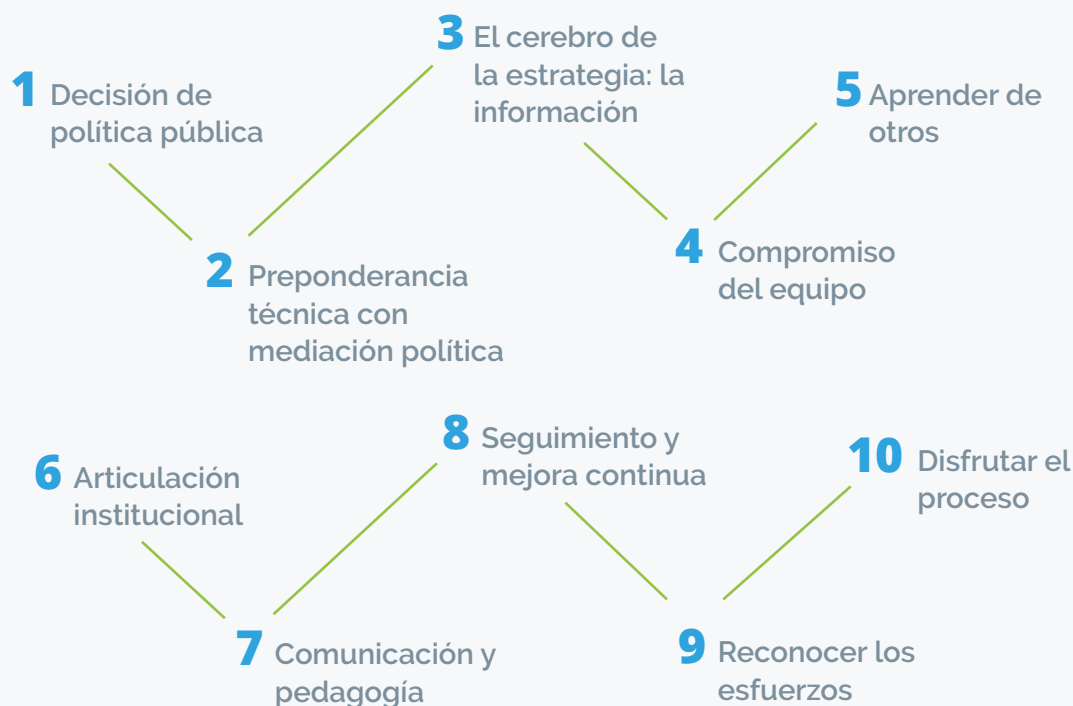 1 Decisión de
política pública
2 Preponderancia
técnica con
mediación política
3 El cerebro de
la estrategia: la
información
4 Compromiso
del equipo
5 Aprender de
otros
6 Articulación
institucional
7 Comunicación y
pedagogía
8 Seguimiento y
mejora continua
9 Reconocer los
esfuerzos
10 Disfrutar el
proceso